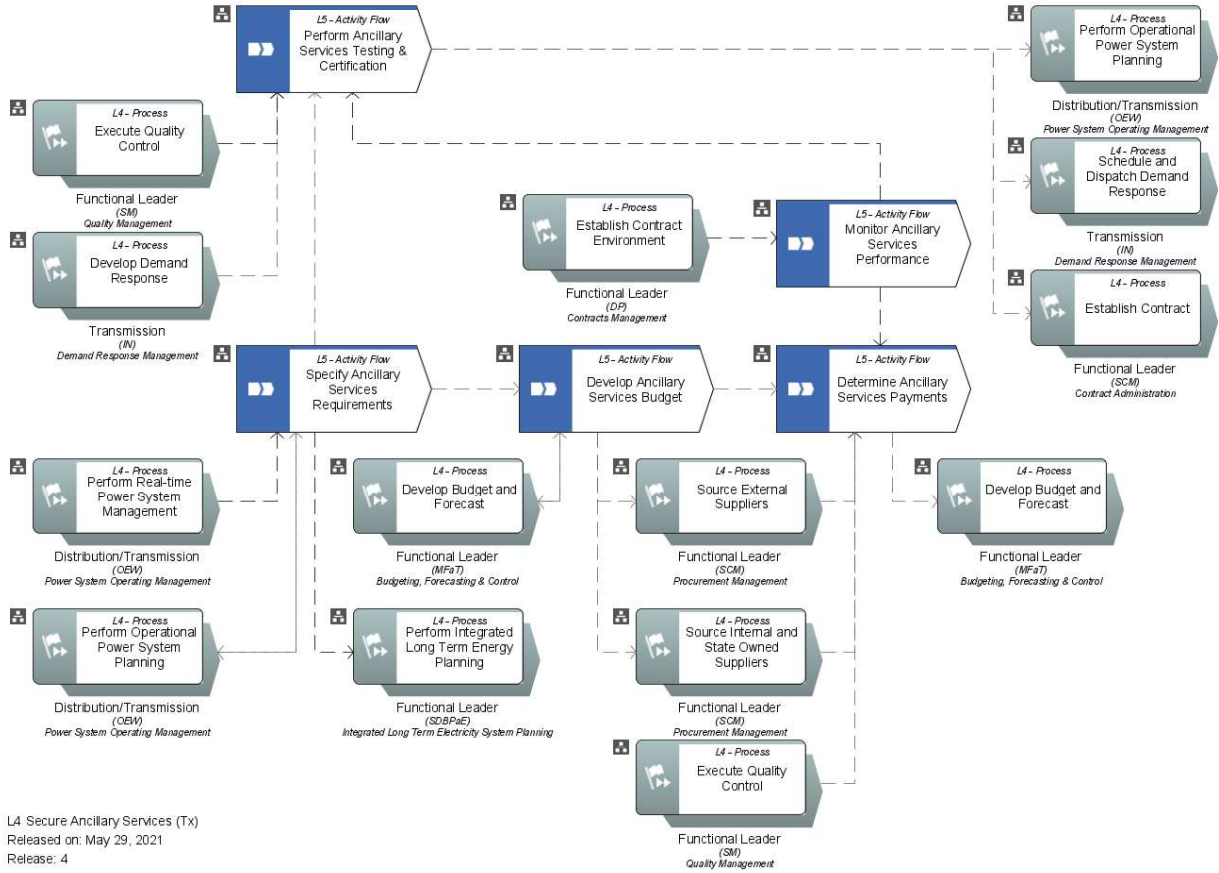 L5 – Activity Flow
Perform Ancillary
Services Testing &
Certification
L4 – Process
Perform Operational
Power System
Planning
Distribution/Transmission
(OEW)
Power System Operating Management
L4 – Process
Execute Quality
Control
Functional Leader
(SM)
Quality Management
L4 – Process
Schedule and
Dispatch Demand
Response
Transmission
(IN)
Demand Response Management
L4 – Process
Establish Contract
Environment
Functional Leader
(DP)
Contracts Management
L5 – Activity Flow
Monitor Ancillary
Services
Performance
L4 – Process
Develop Demand
Response
Transmission
(IN)
Demand Response Management
L4 – Process
Establish Contract
Functional Leader
(SCM)
Contract Administration
L5 – Activity Flow
Specify Ancillary
Services
Requirements
L5 – Activity Flow
Develop Ancillary
Services Budget
L5 – Activity Flow
Determine Ancillary
Services Payments
L4 – Process
Perform Real-time
Power System
Management
Distribution/Transmission
(OEW)
Power System Operating Management
L4 – Process
Develop Budget and
Forecast
Functional Leader
(MFaT)
Budgeting, Forecasting & Control
L4 – Process
Source External
Suppliers
Functional Leader
(SCM)
Procurement Management
L4 – Process
Develop Budget and
Forecast
Functional Leader
(MFaT)
Budgeting, Forecasting & Control
L4 – Process
Perform Operational
Power System
Planning
Distribution/Transmission
(OEW)
Power System Operating Management
L4 – Process
Perform Integrated
Long Term Energy
Planning
Functional Leader
(SDBPaE)
Integrated Long Term Electricity System Planning
L4 – Process
Source Internal and
State Owned
Suppliers
Functional Leader
(SCM)
Procurement Management
L4 – Process
Execute Quality
Control
Functional Leader
(SM)
Quality Management
L4 Secure Ancillary Services (Tx)
Released on: May 29, 2021
Release: 4